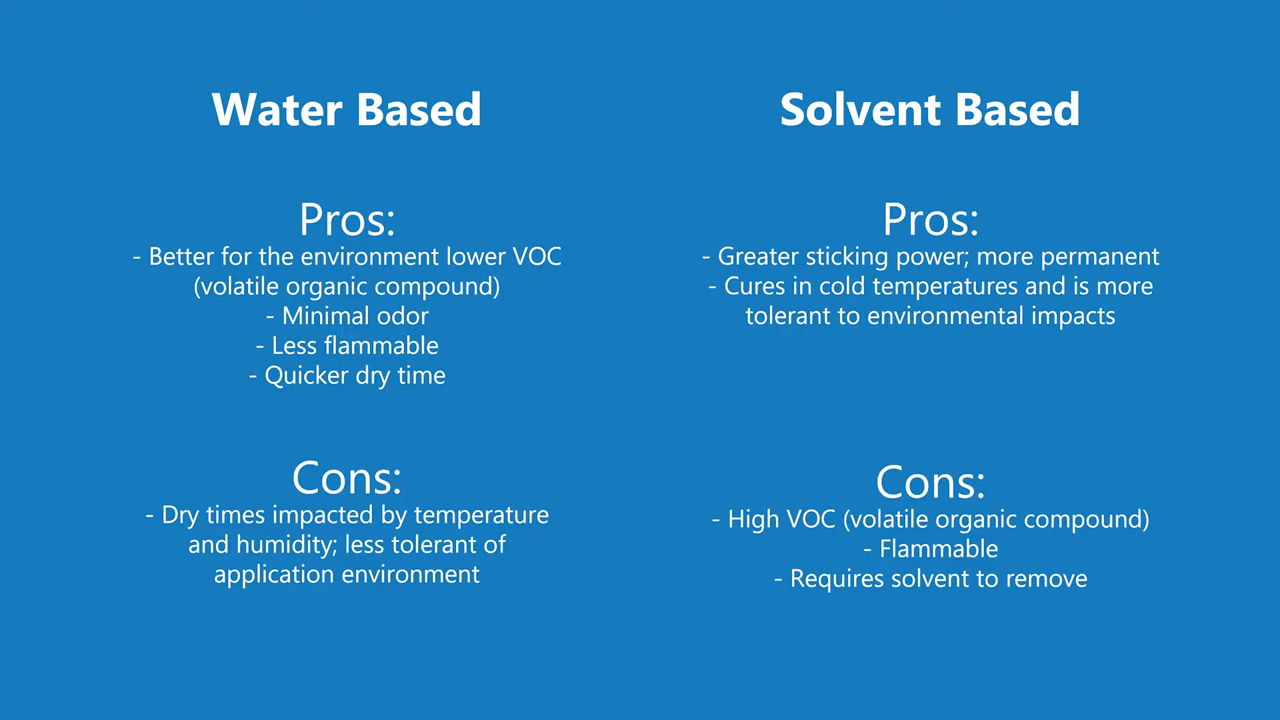 Water Based
Pros:
- Better for the environment lower VOC
(volatile organic compound)
- Minimal odor
- Less flammable
- Quicker dry time
Cons:
- Dry times impacted by temperature
and humidity; less tolerant of
application environment
Solvent Based
Pros:
- Greater sticking power; more permanent
- Cures in cold temperatures and is more
tolerant to environmental impacts
Cons:
- High VOC (volatile organic compound)
- Flammable
- Requires solvent to remove